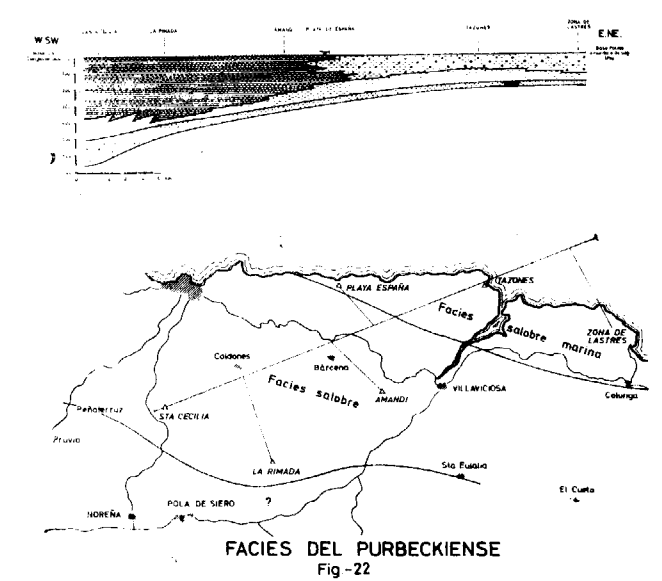 W.SW
E.NE.
LA RIMADA
AMANDI
PLAYA DE ESPAÑA
TAZONES
ZONA DE
LASTRES
PLAYA ESPAÑA
TAZONES
Facies salobre marina
ZONA DE
LASTRES
Caldones
Bárcena
Facies salobre
AMANDI
VILLAVICIOSA
Colunga
Peñaferruz
STA CECILIA
Pruvia
LA RIMADA
Sta Eulalia
El Cueto
NOREÑA
POLA DE SIERO
?
FACIES DEL PURBECKIENSE
Fig-22